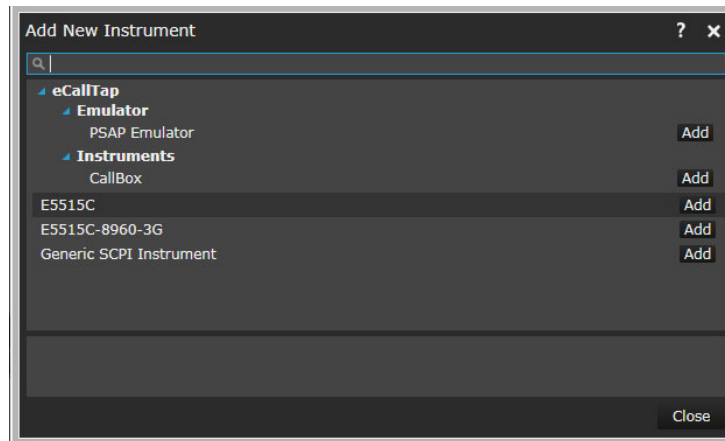 Add New Instrument ? ×
eCallTap
Emulator
PSAP Emulator Add
Instruments
CallBox Add
E5515C Add
E5515C-8960-3G Add
Generic SCPI Instrument Add
Close